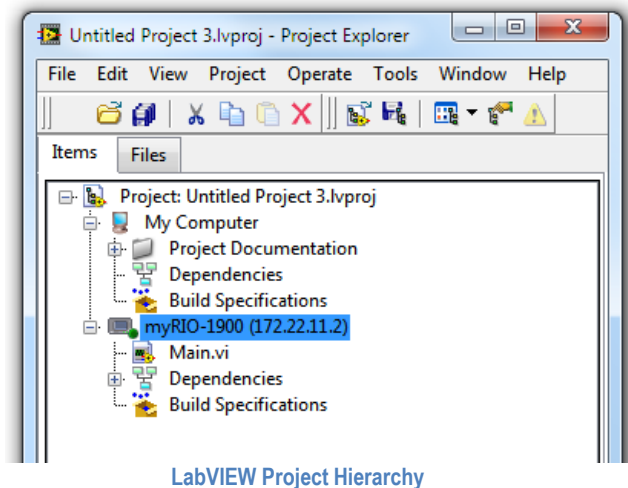 Untitled Project 3.lvproj - Project Explorer
File Edit View Project Operate Tools Window Help
Items Files
Project: Untitled Project 3.lvproj
My Computer
Project Documentation
Dependencies
Build Specifications
myRIO-1900 (172.22.11.2)
Main.vi
Dependencies
Build Specifications
LabVIEW Project Hierarchy